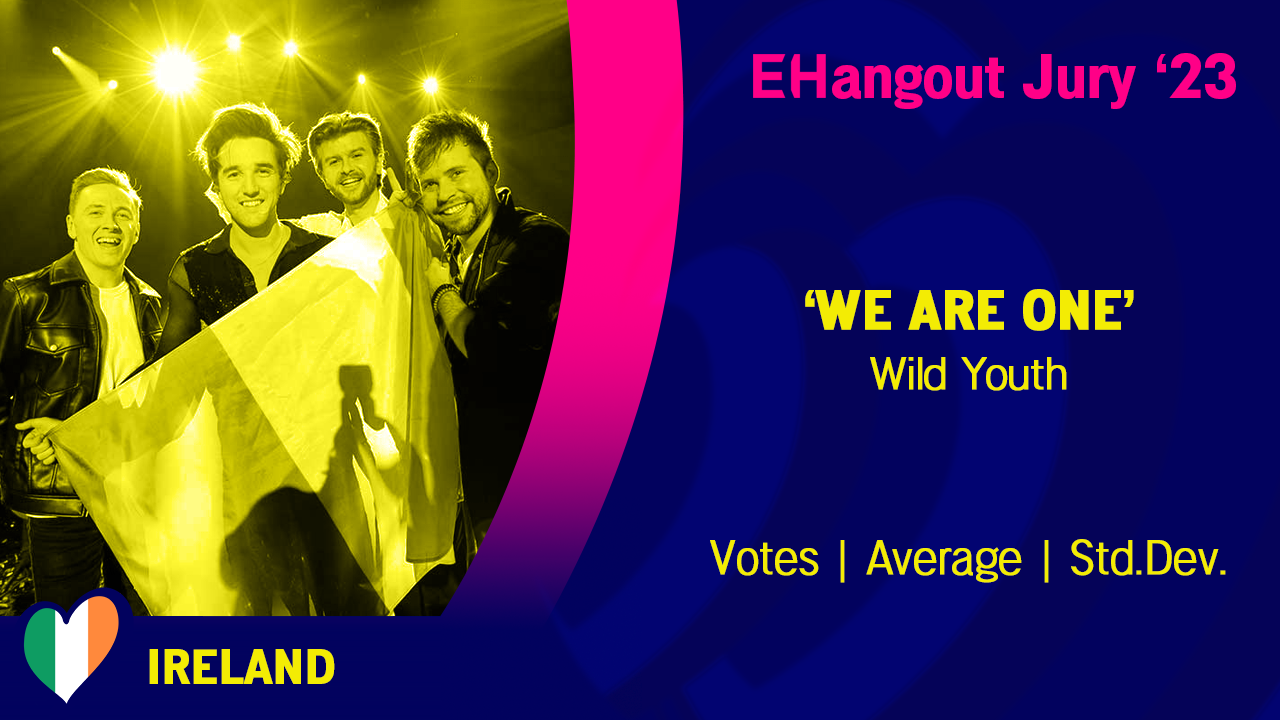 EHangout Jury ‘23
‘WE ARE ONE’
Wild Youth
Votes | Average | Std.Dev.
IRELAND